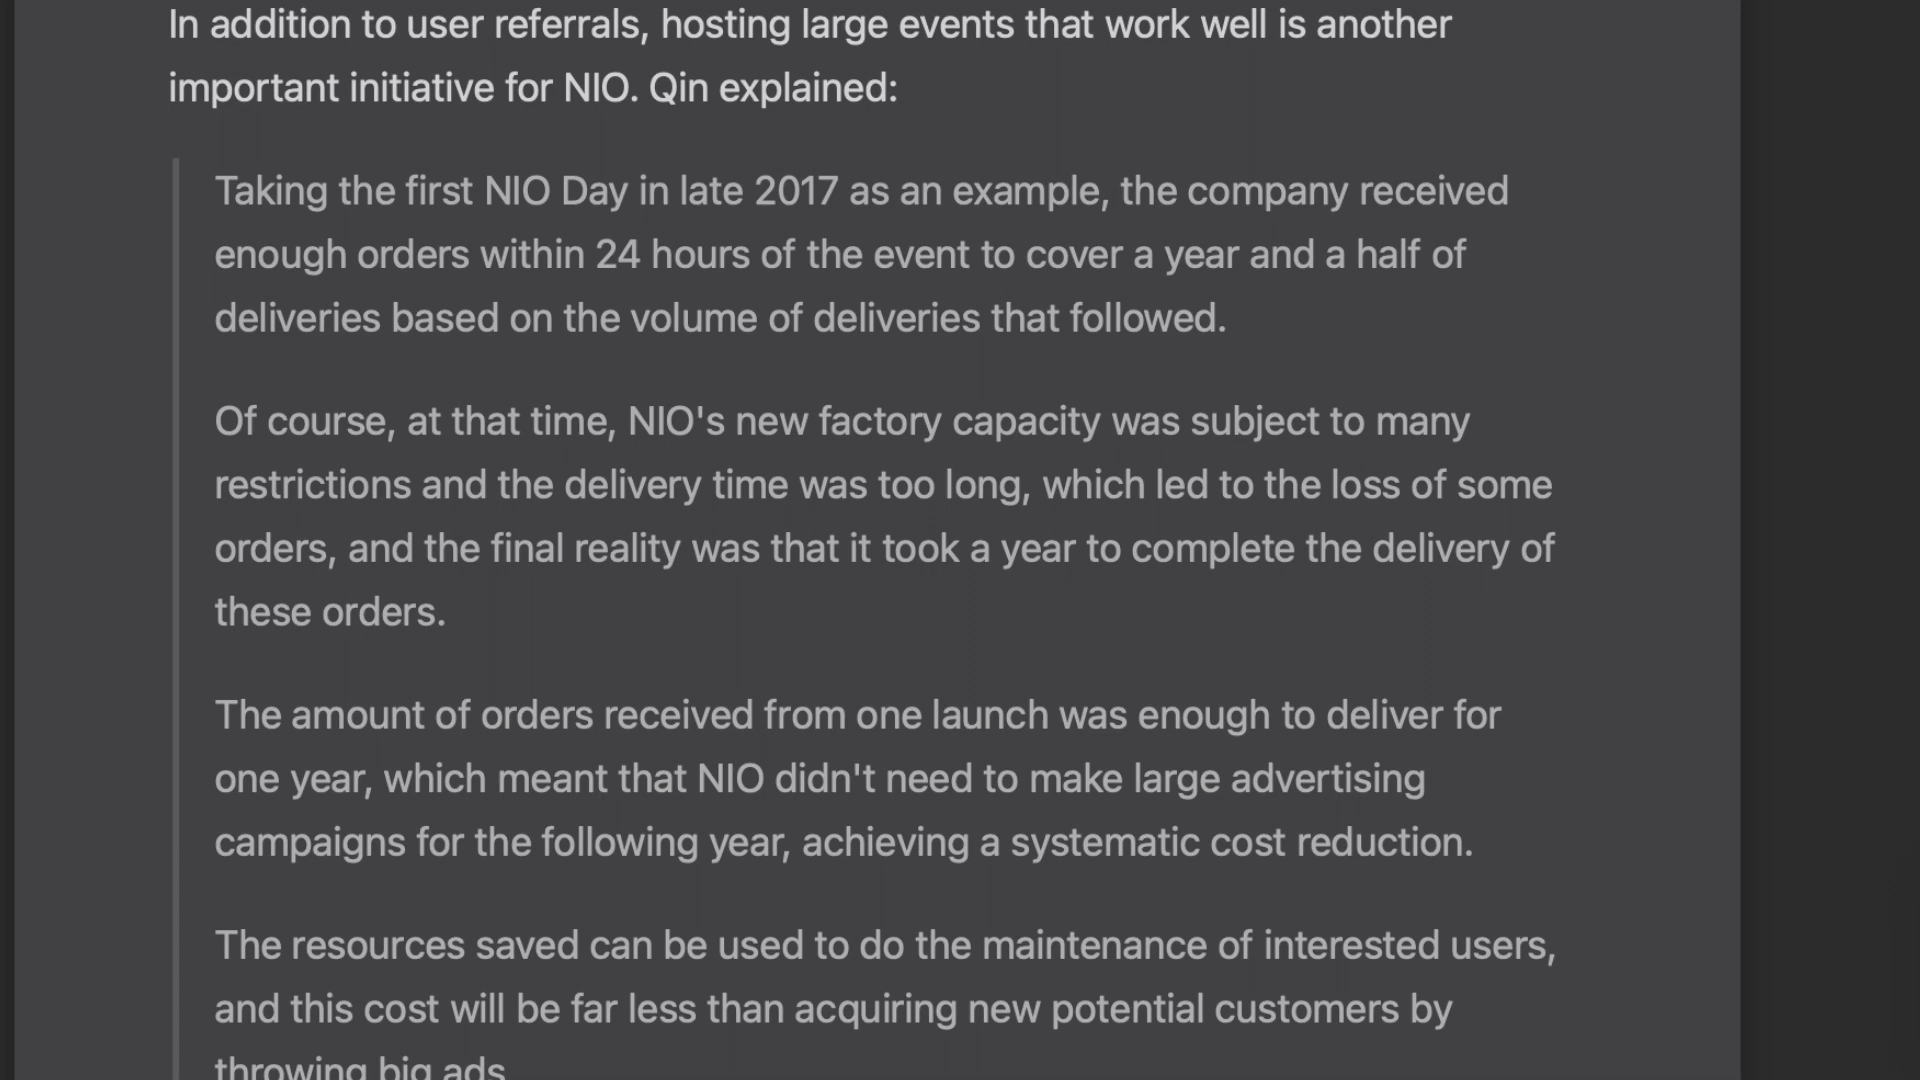 In addition to user referrals, hosting large events that work well is another
important initiative for NIO. Qin explained:
Taking the first NIO Day in late 2017 as an example, the company received
enough orders within 24 hours of the event to cover a year and a half of
deliveries based on the volume of deliveries that followed.
Of course, at that time, NIO's new factory capacity was subject to many
restrictions and the delivery time was too long, which led to the loss of some
orders, and the final reality was that it took a year to complete the delivery of
these orders.
The amount of orders received from one launch was enough to deliver for
one year, which meant that NIO didn't need to make large advertising
campaigns for the following year, achieving a systematic cost reduction.
The resources saved can be used to do the maintenance of interested users,
and this cost will be far less than acquiring new potential customers by
throwing big ads